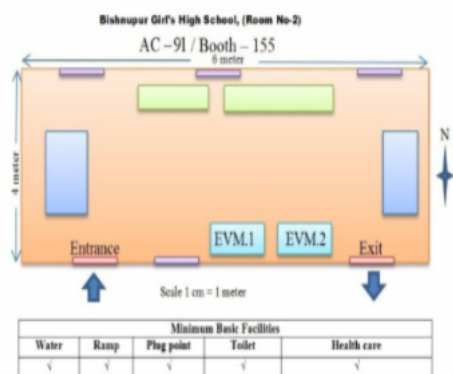 Bishnupur Girl's High School, (Room No-2)
AC –91 / Booth – 155
6 meter
4 meter
N
EVM.1 EVM.2
Entrance Exit
Scale 1 cm = 1 meter
Minimum Basic Facilities
Water Ramp Plug point Toilet Health care
√ √ √ √ √